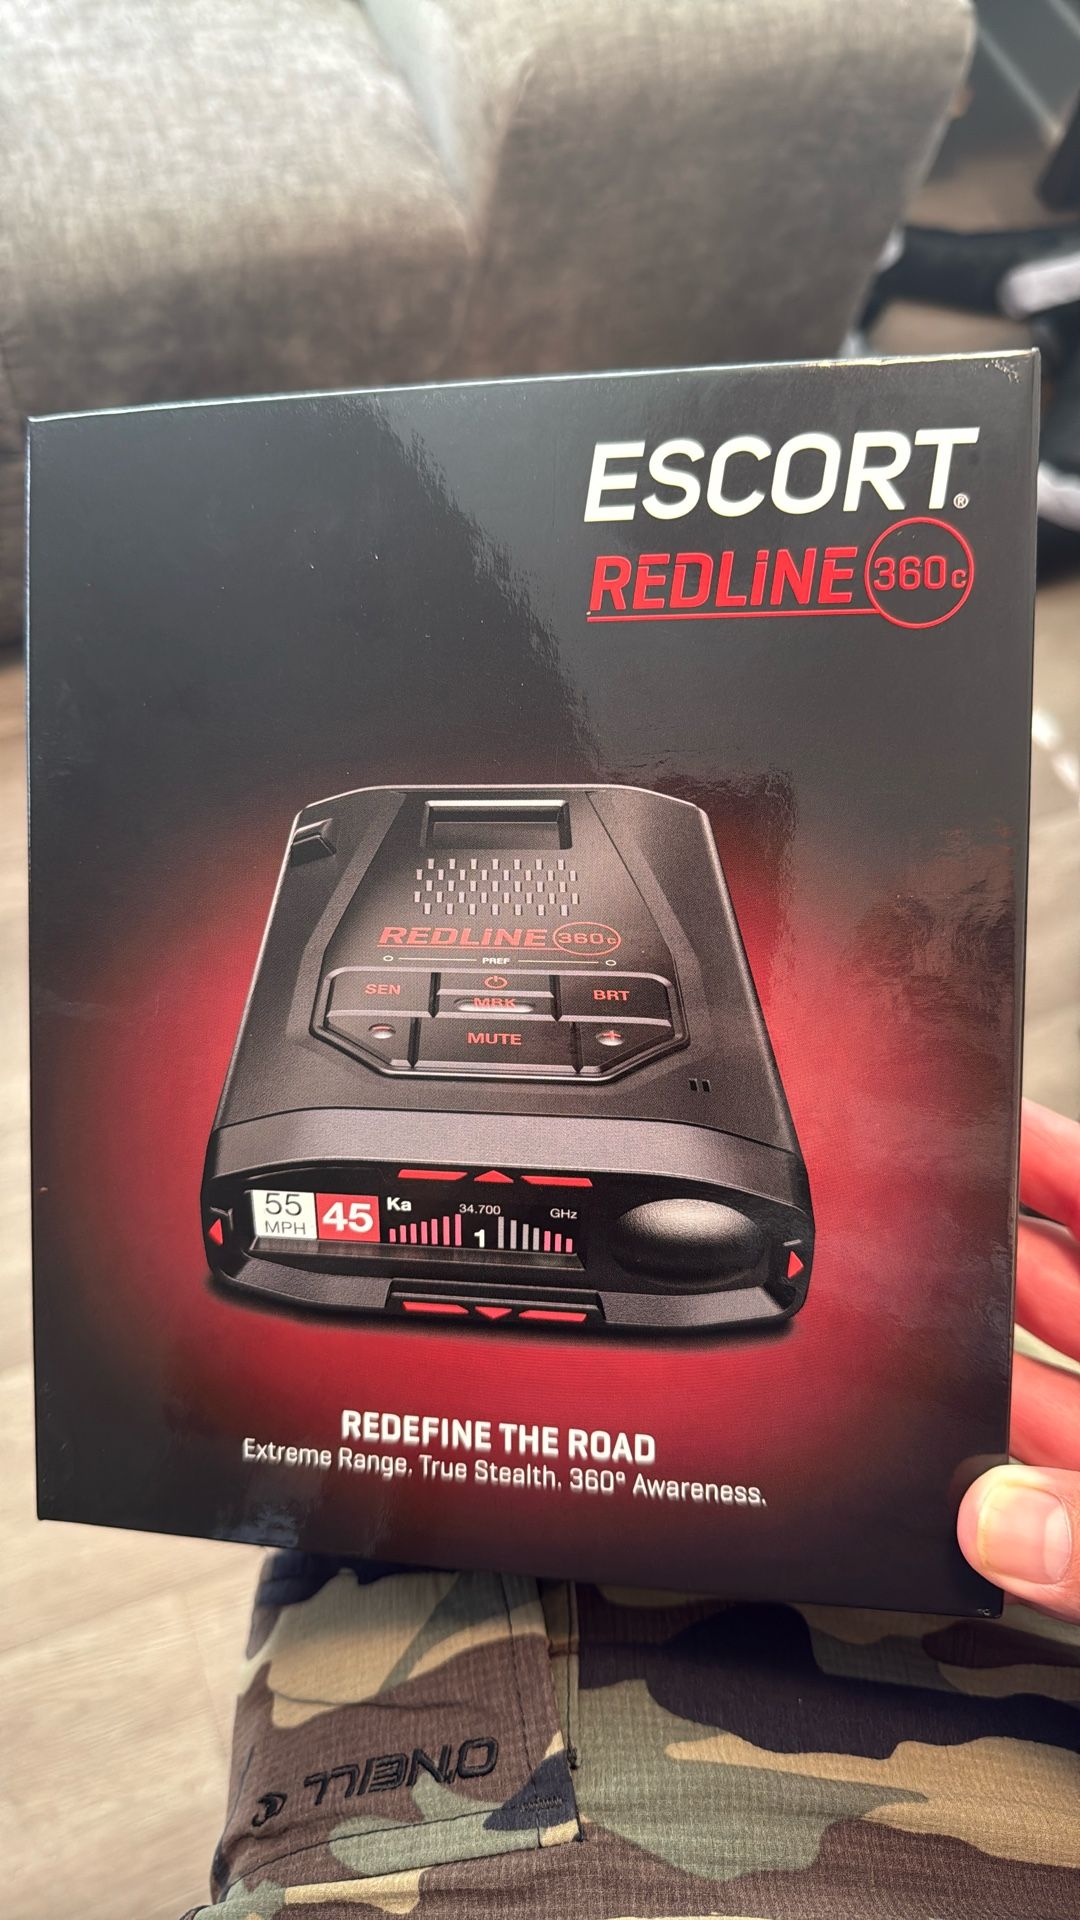 ESCORT®
REDLINE 360c
REDLINE 360c
PREF
SEN MRK BRT
- MUTE +
55 MPH 45 Ka 34.700 GHz
1
REDEFINE THE ROAD
Extreme Range. True Stealth. 360° Awareness.
O'NEILL